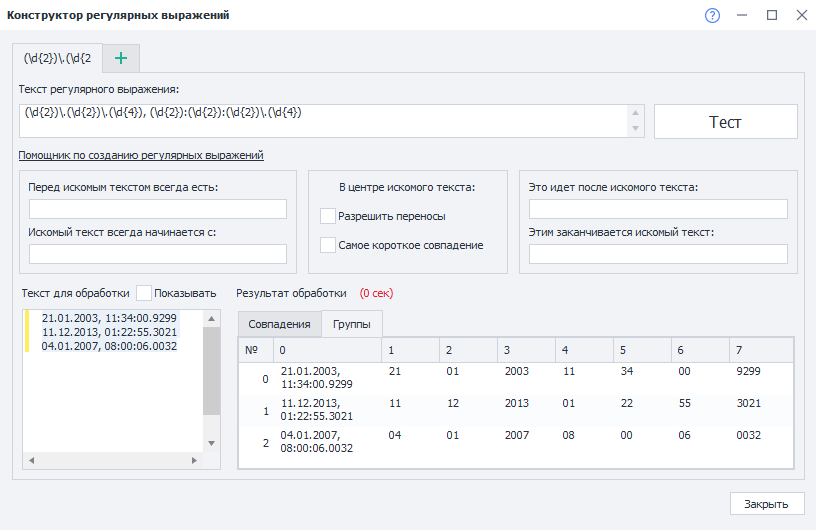 Конструктор регулярных выражений
?
(\d{2})\.(\d{2
+
Текст регулярного выражения:
(\d{2})\.(\d{2})\.(\d{4}), (\d{2}):(\d{2}):(\d{2})\.(\d{4})
Тест
Помощник по созданию регулярных выражений
Перед искомым текстом всегда есть:
Искомый текст всегда начинается с:
В центре искомого текста:
Разрешить переносы
Самое короткое совпадение
Это идет после искомого текста:
Этим заканчивается искомый текст:
Текст для обработки Показывать
21.01.2003, 11:34:00.9299
11.12.2013, 01:22:55.3021
04.01.2007, 08:00:06.0032
Результат обработки (0 сек)
Совпадения Группы
№ 0 1 2 3 4 5 6 7
0 21.01.2003, 21 01 2003 11 34 00 9299
11:34:00.9299
1 11.12.2013, 11 12 2013 01 22 55 3021
01:22:55.3021
2 04.01.2007, 04 01 2007 08 00 06 0032
08:00:06.0032
Закрыть